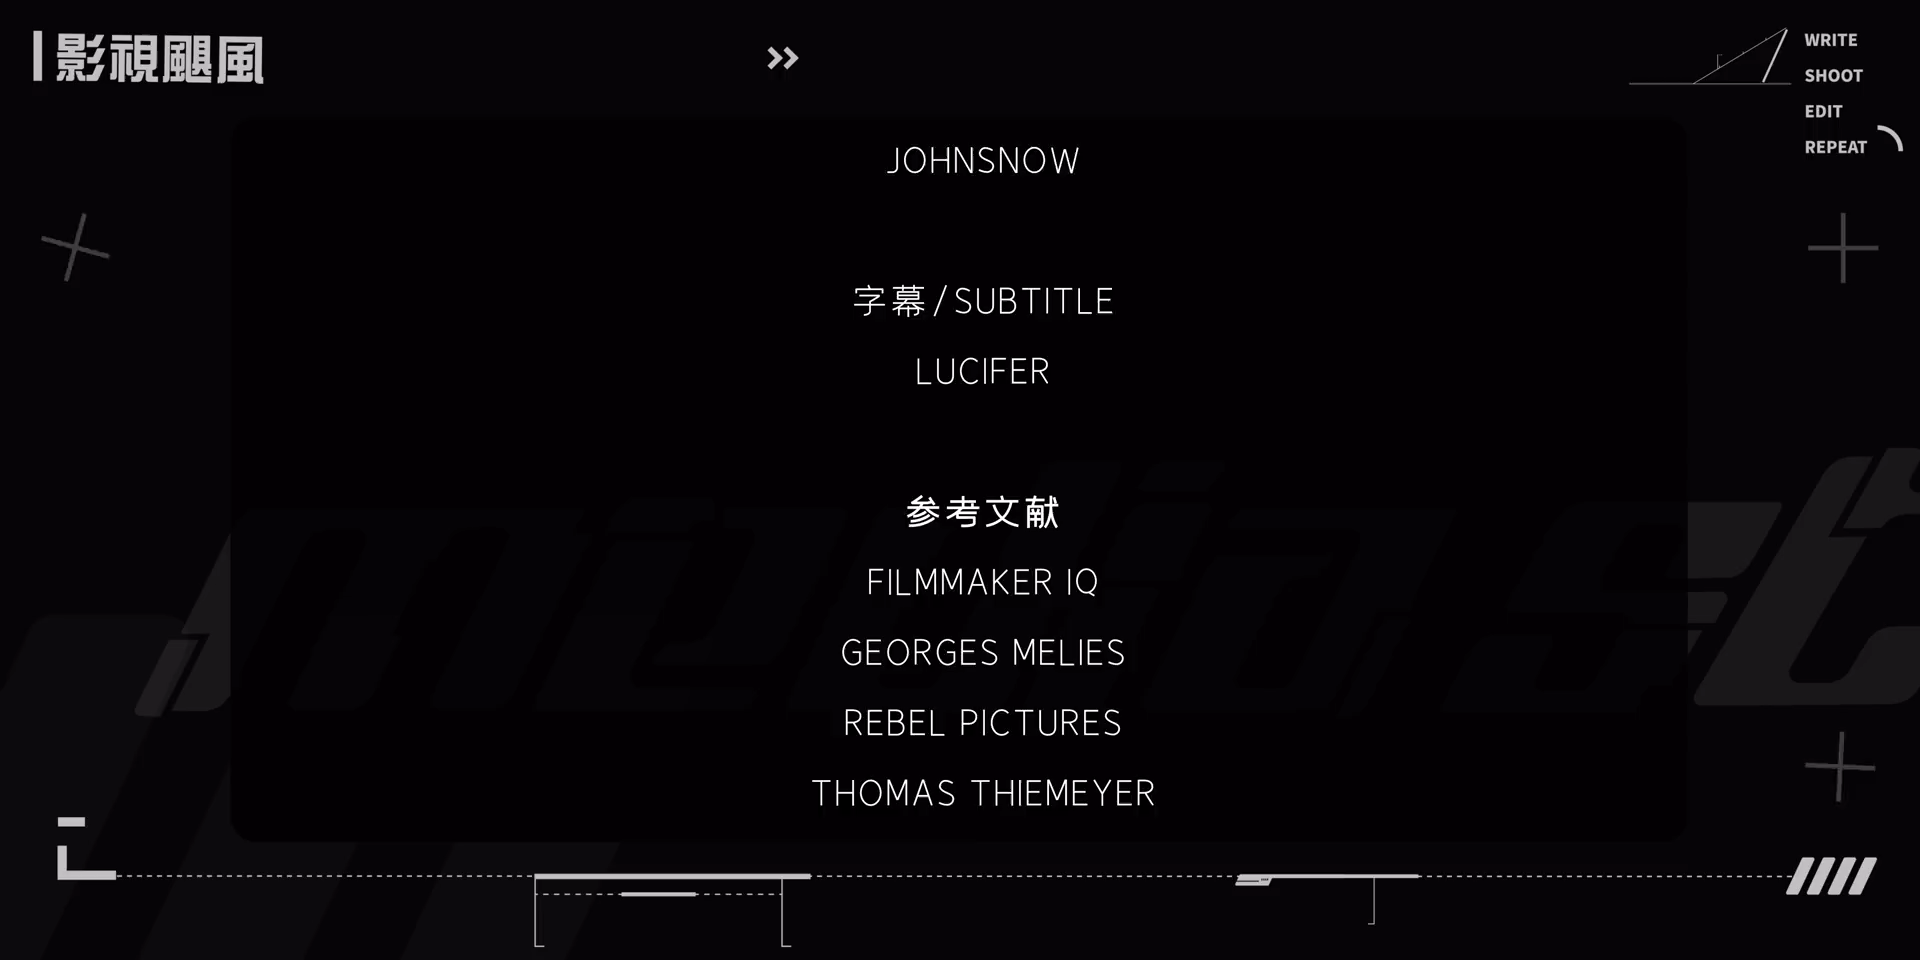 影視颶風
WRITE
SHOOT
EDIT
REPEAT
JOHNSNOW
字幕/SUBTITLE
LUCIFER
参考文献
FILMMAKER IQ
GEORGES MELIES
REBEL PICTURES
THOMAS THIEMEYER